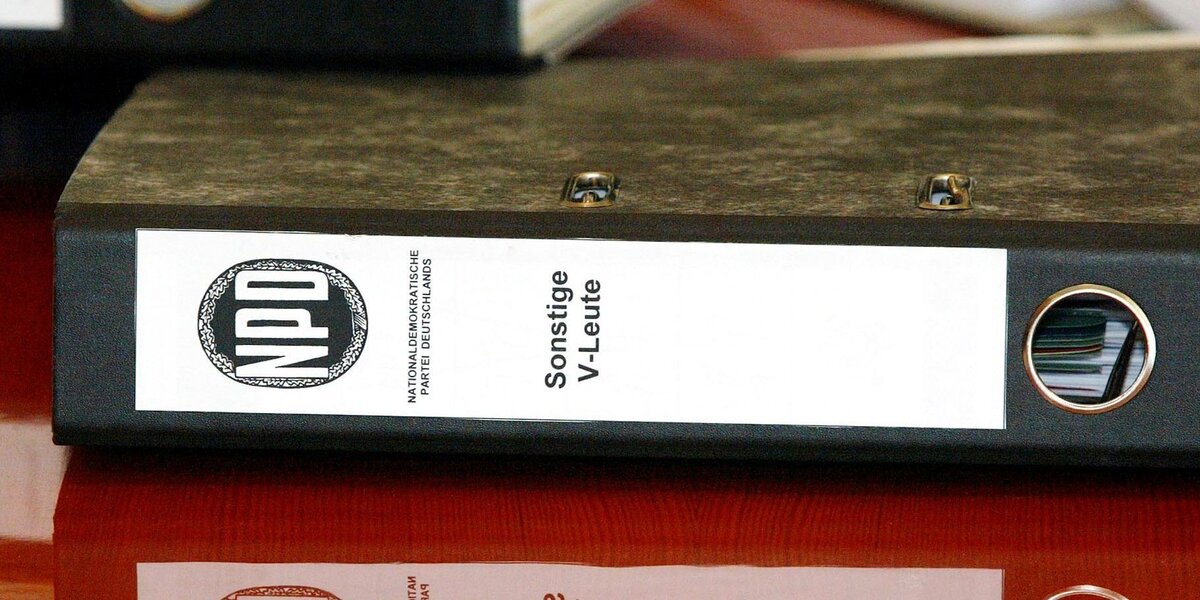 NPD
NATIONALDEMOKRATISCHE
PARTEI DEUTSCHLANDS
Sonstige
V-Leute